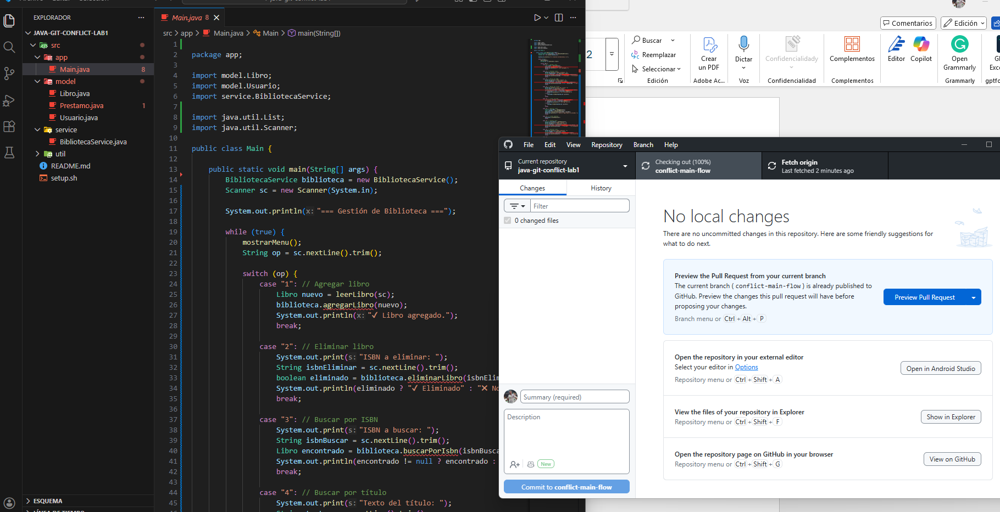 Archivo Editar Selección
java-git-conflict-lab1
EXPLORADOR
JAVA-GIT-CONFLICT-LAB1
src
app
Main.java 8
model
Libro.java
Prestamo.java 1
Usuario.java
service
BibliotecaService.java
util
README.md
setup.sh
ESQUEMA
LÍNEA DE TIEMPO
Main.java 8
src > app > Main.java > Main > main(String[])
1
2 package app;
3
4 import model.Libro;
5 import model.Usuario;
6 import service.BibliotecaService;
7
8 import java.util.List;
9 import java.util.Scanner;
10
11 public class Main {
12
13 public static void main(String[] args) {
14 BibliotecaService biblioteca = new BibliotecaService();
15 Scanner sc = new Scanner(System.in);
16
17 System.out.println(x: "=== Gestión de Biblioteca ===");
18
19 while (true) {
20 mostrarMenu();
21 String op = sc.nextLine().trim();
22
23 switch (op) {
24 case "1": // Agregar libro
25 Libro nuevo = leerLibro(sc);
26 biblioteca.agregarLibro(nuevo);
27 System.out.println(x: "✓ Libro agregado.");
28 break;
29
30 case "2": // Eliminar libro
31 System.out.print(s: "ISBN a eliminar: ");
32 String isbnEliminar = sc.nextLine().trim();
33 boolean eliminado = biblioteca.eliminarLibro(isbnElim
34 System.out.println(eliminado ? "✓ Eliminado" : "✗ No
35 break;
36
37 case "3": // Buscar por ISBN
38 System.out.print(s: "ISBN a buscar: ");
39 String isbnBuscar = sc.nextLine().trim();
40 Libro encontrado = biblioteca.buscarPorIsbn(isbnBusca
41 System.out.println(encontrado != null ? encontrado :
42 break;
43
44 case "4": // Buscar por título
45 System.out.print(s: "Texto del título: ");
Comentarios
Edición
2
Buscar
Reemplazar
Seleccionar
Edición
Crear
un PDF
Adobe Ac...
Dictar
Voz
Confidencialidady
Confidencialidad
Complementos
Complementos
Editor
Copilot
Open
Grammarly
Grammarly
File Edit View Repository Branch Help
Current repository
java-git-conflict-lab1
Checking out (100%)
conflict-main-flow
Fetch origin
Last fetched 2 minutes ago
Changes
History
Filter
0 changed files
Summary (required)
Description
New
Commit to conflict-main-flow
No local changes
There are no uncommitted changes in this repository. Here are some friendly suggestions for
what to do next.
Preview the Pull Request from your current branch
The current branch ( conflict-main-flow ) is already published to
GitHub. Preview the changes this pull request will have before
proposing your changes.
Branch menu or Ctrl + Alt + P
Preview Pull Request
Open the repository in your external editor
Select your editor in Options
Repository menu or Ctrl + Shift + A
Open in Android Studio
View the files of your repository in Explorer
Repository menu or Ctrl + Shift + F
Show in Explorer
Open the repository page on GitHub in your browser
Repository menu or Ctrl + Shift + G
View on GitHub